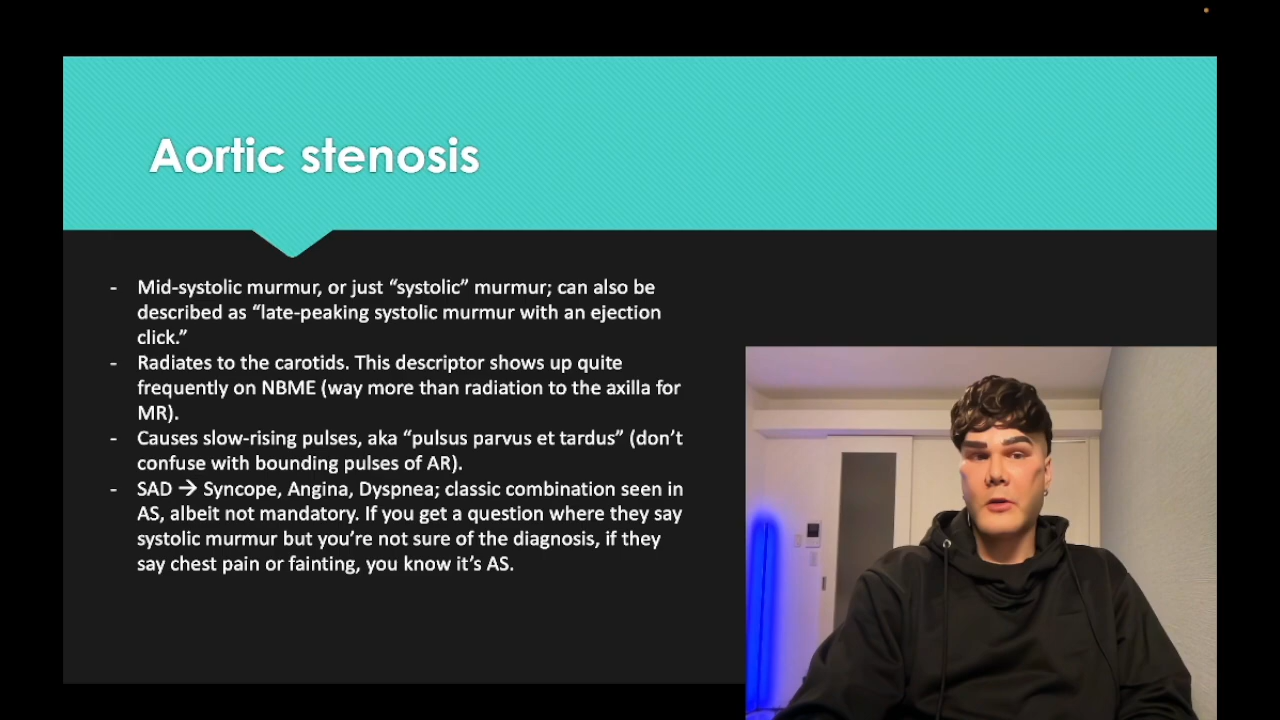 Aortic stenosis
- Mid-systolic murmur, or just “systolic” murmur; can also be
described as “late-peaking systolic murmur with an ejection
click.”
- Radiates to the carotids. This descriptor shows up quite
frequently on NBME (way more than radiation to the axilla for
MR).
- Causes slow-rising pulses, aka “pulsus parvus et tardus” (don’t
confuse with bounding pulses of AR).
- SAD → Syncope, Angina, Dyspnea; classic combination seen in
AS, albeit not mandatory. If you get a question where they say
systolic murmur but you’re not sure of the diagnosis, if they
say chest pain or fainting, you know it’s AS.